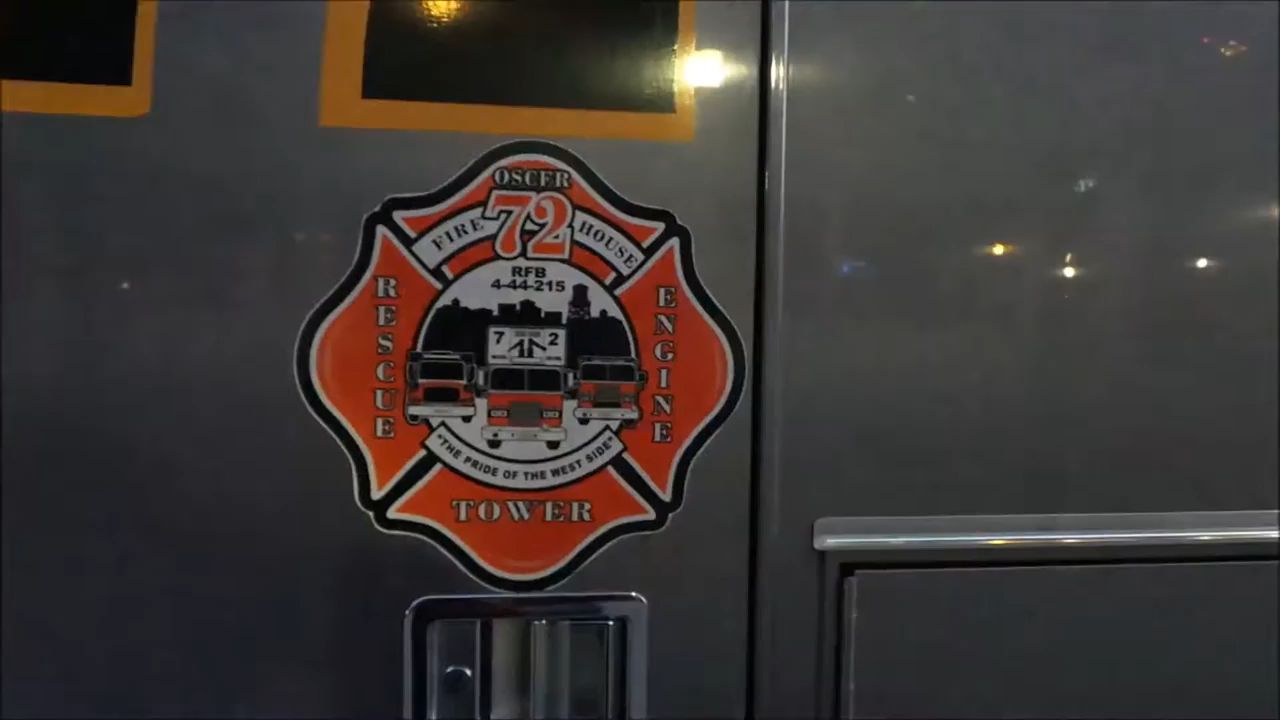 OSCER
72
FIRE HOUSE
RFB
4-44-215
RESCUE
ENGINE
7 2
"THE PRIDE OF THE WEST SIDE"
TOWER